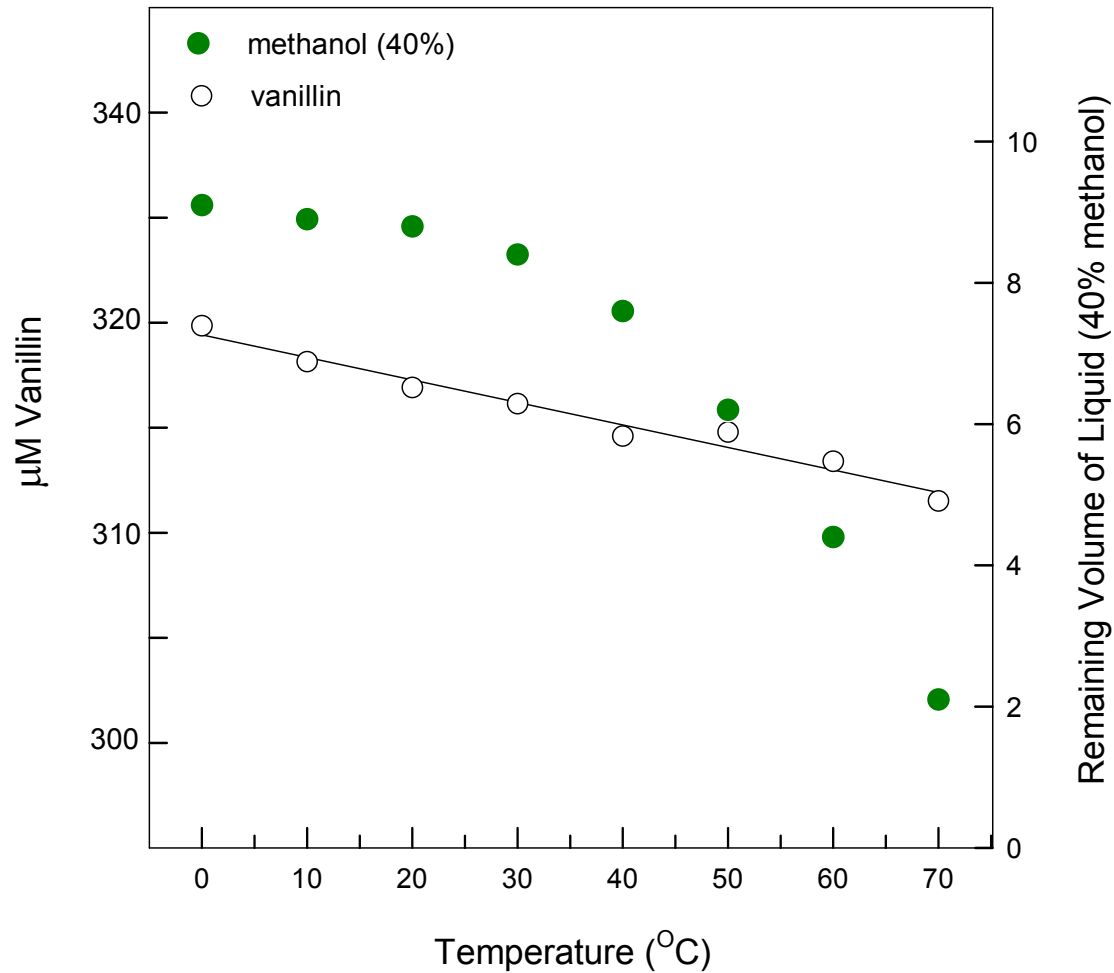 methanol (40%)
vanillin
340
320
310
300
10
8
6
4
2
0
0 10 20 30 40 50 60 70
µM Vanillin
Remaining Volume of Liquid (40% methanol)
Temperature (OC)